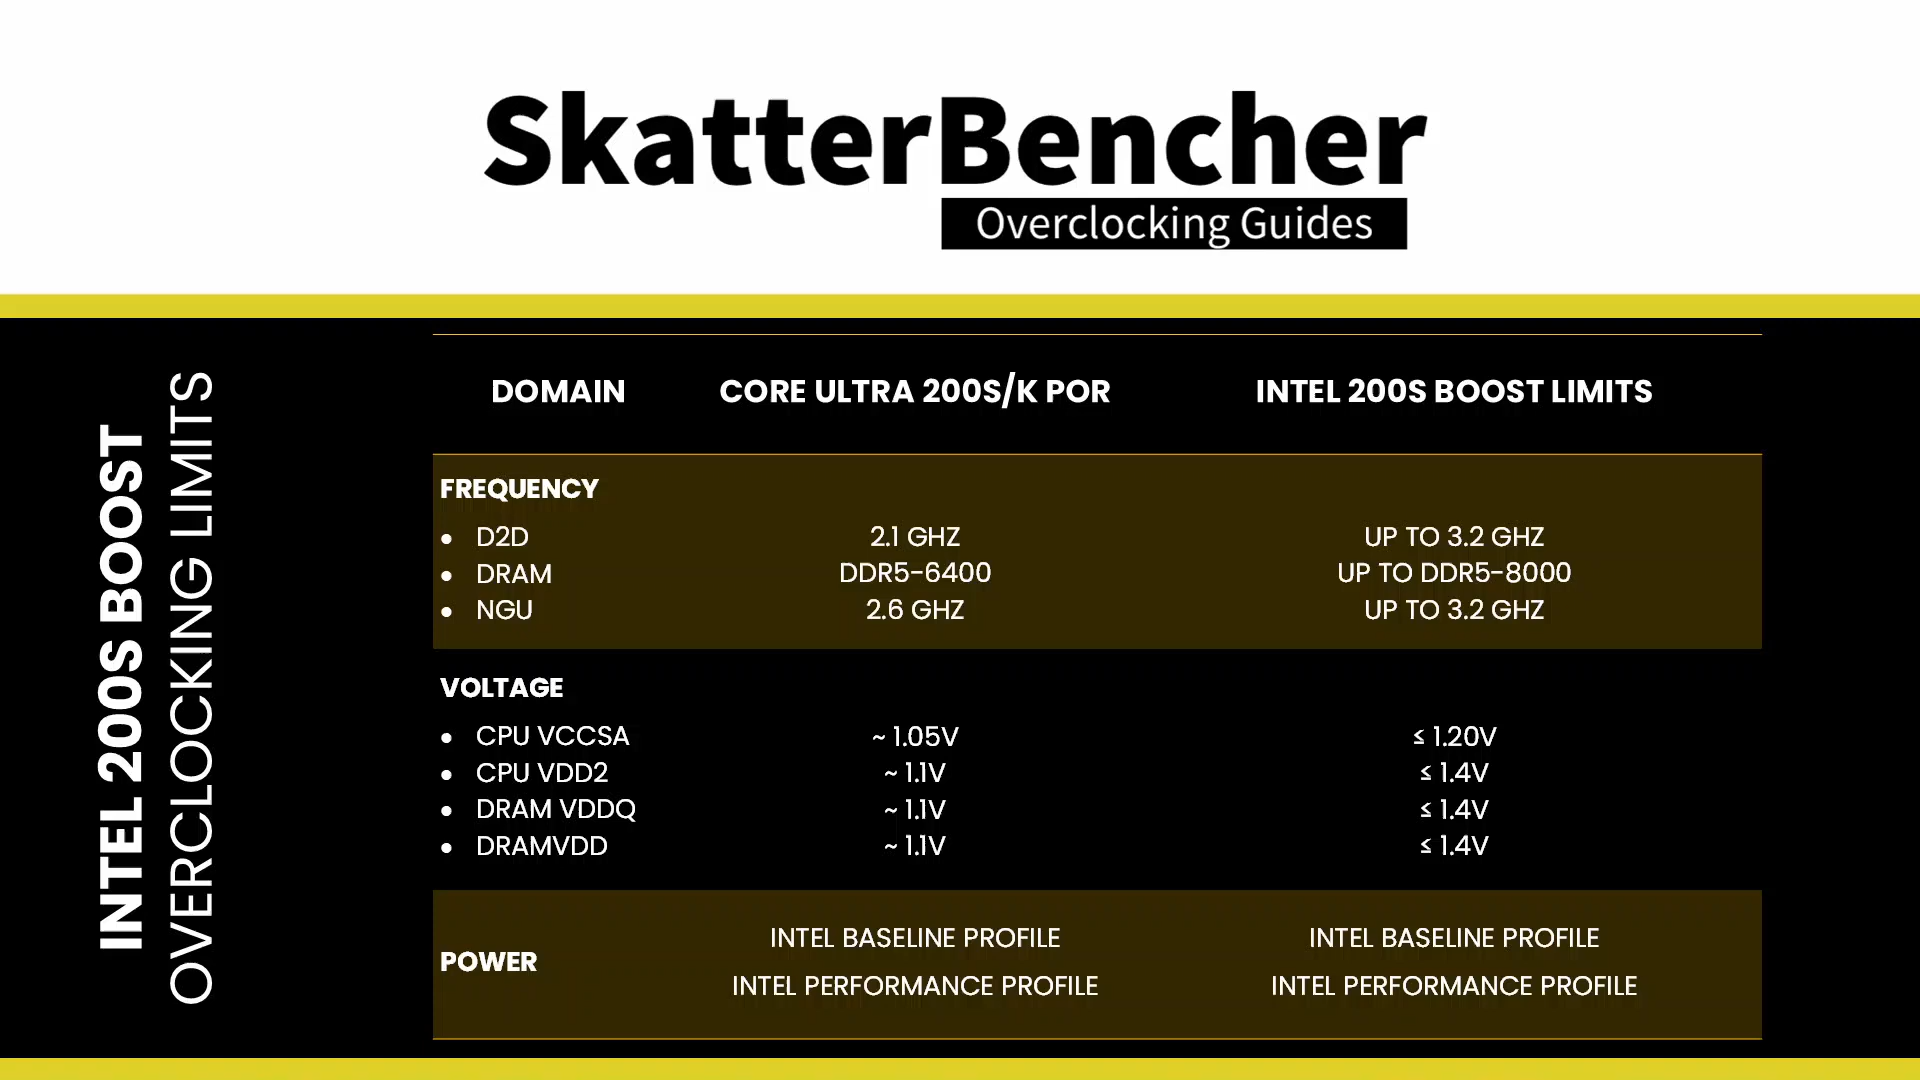 SkatterBencher
Overclocking Guides
INTEL 200S BOOST
OVERCLOCKING LIMITS
DOMAIN CORE ULTRA 200S/K POR INTEL 200S BOOST LIMITS
FREQUENCY
• D2D 2.1 GHZ UP TO 3.2 GHZ
• DRAM DDR5-6400 UP TO DDR5-8000
• NGU 2.6 GHZ UP TO 3.2 GHZ
VOLTAGE
• CPU VCCSA ~ 1.05V ≤ 1.20V
• CPU VDD2 ~ 1.1V ≤ 1.4V
• DRAM VDDQ ~ 1.1V ≤ 1.4V
• DRAMVDD ~ 1.1V ≤ 1.4V
POWER
INTEL BASELINE PROFILE INTEL BASELINE PROFILE
INTEL PERFORMANCE PROFILE INTEL PERFORMANCE PROFILE